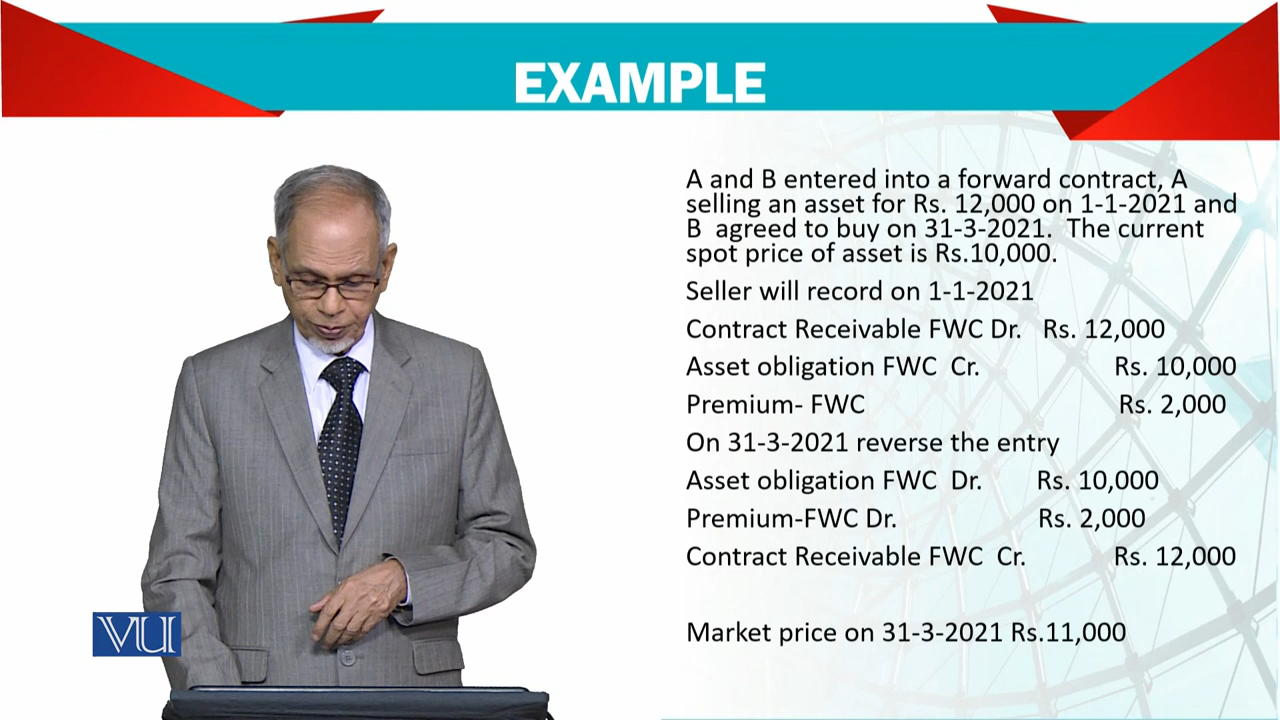 EXAMPLE
A and B entered into a forward contract, A
selling an asset for Rs. 12,000 on 1-1-2021 and
B agreed to buy on 31-3-2021. The current
spot price of asset is Rs.10,000.
Seller will record on 1-1-2021
Contract Receivable FWC Dr. Rs. 12,000
Asset obligation FWC Cr. Rs. 10,000
Premium- FWC Rs. 2,000
On 31-3-2021 reverse the entry
Asset obligation FWC Dr. Rs. 10,000
Premium-FWC Dr. Rs. 2,000
Contract Receivable FWC Cr. Rs. 12,000
Market price on 31-3-2021 Rs.11,000
VU